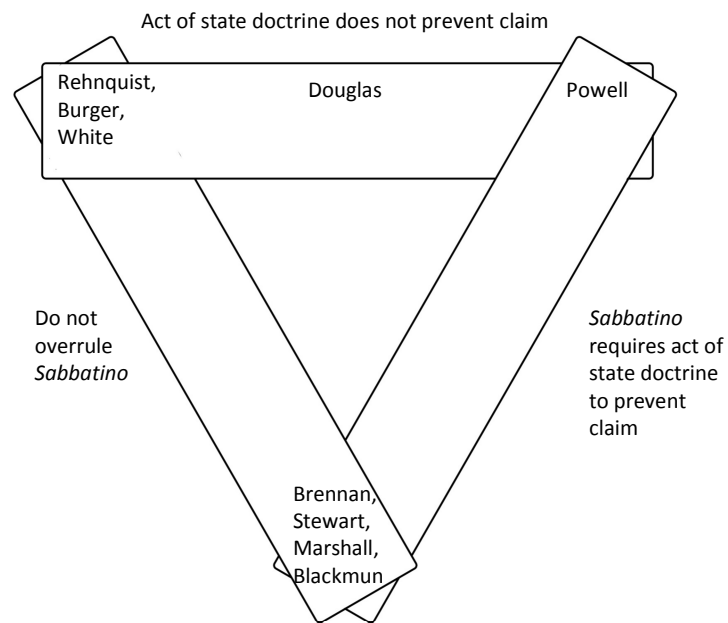 Act of state doctrine does not prevent claim
Rehnquist,
Burger,
White
Douglas
Powell
Do not
overrule
Sabbatino
Sabbatino
requires act of
state doctrine
to prevent
claim
Brennan,
Stewart,
Marshall,
Blackmun